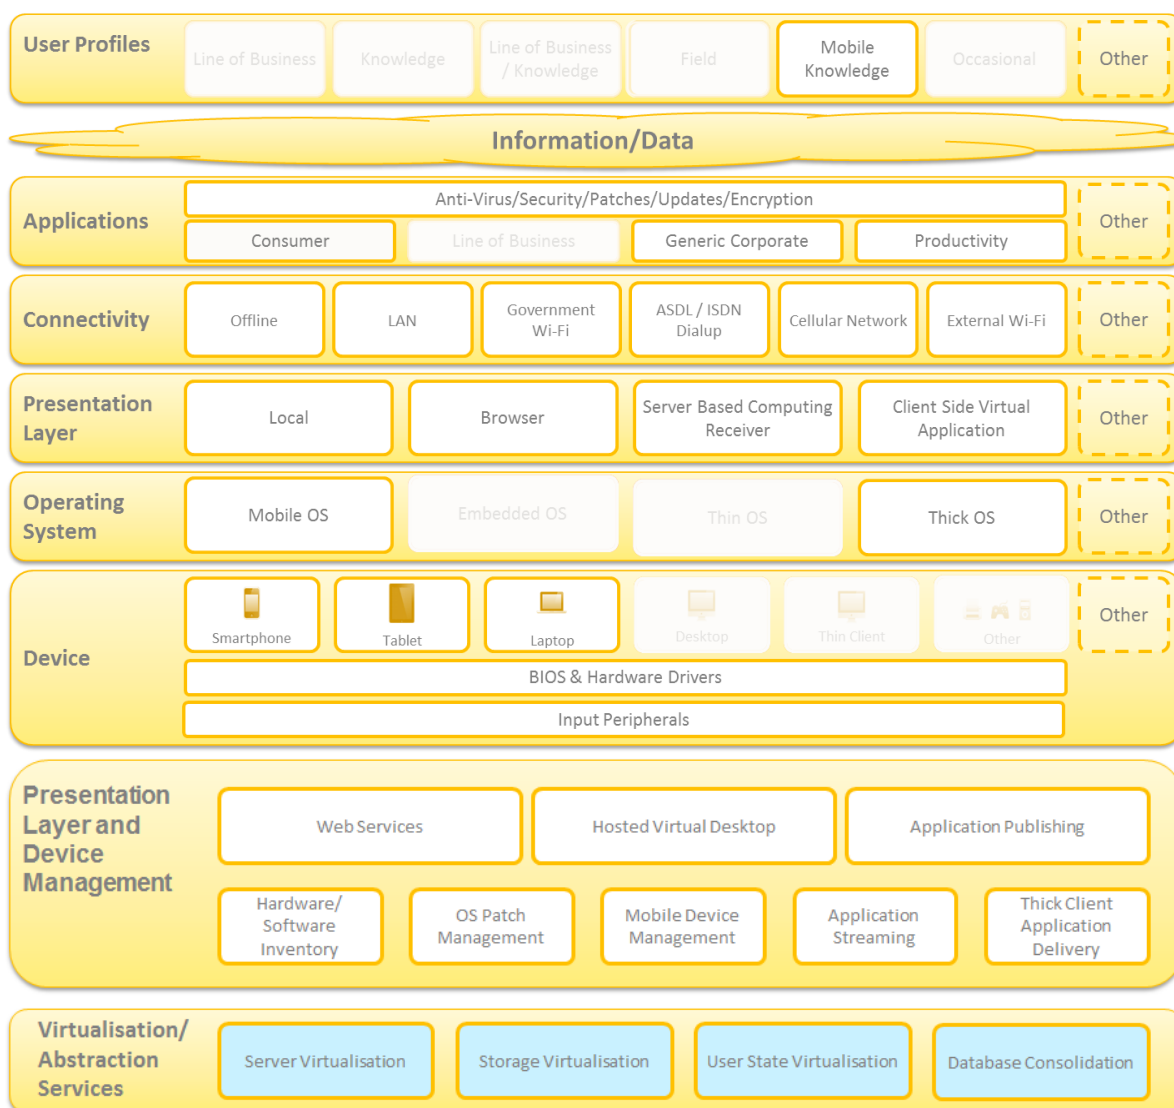 User Profiles
Line of Business
Knowledge
Line of Business
/ Knowledge
Field
Mobile
Knowledge
Occasional
Other
Information/Data
Applications
Anti-Virus/Security/Patches/Updates/Encryption
Consumer
Line of Business
Generic Corporate
Productivity
Other
Connectivity
Offline
LAN
Government
Wi-Fi
ASDL / ISDN
Dialup
Cellular Network
External Wi-Fi
Other
Presentation
Layer
Local
Browser
Server Based Computing
Receiver
Client Side Virtual
Application
Other
Operating
System
Mobile OS
Embedded OS
Thin OS
Thick OS
Other
Device
Smartphone
Tablet
Laptop
Desktop
Thin Client
Other
Other
BIOS & Hardware Drivers
Input Peripherals
Presentation
Layer and
Device
Management
Web Services
Hosted Virtual Desktop
Application Publishing
Hardware/
Software
Inventory
OS Patch
Management
Mobile Device
Management
Application
Streaming
Thick Client
Application
Delivery
Virtualisation/
Abstraction
Services
Server Virtualisation
Storage Virtualisation
User State Virtualisation
Database Consolidation